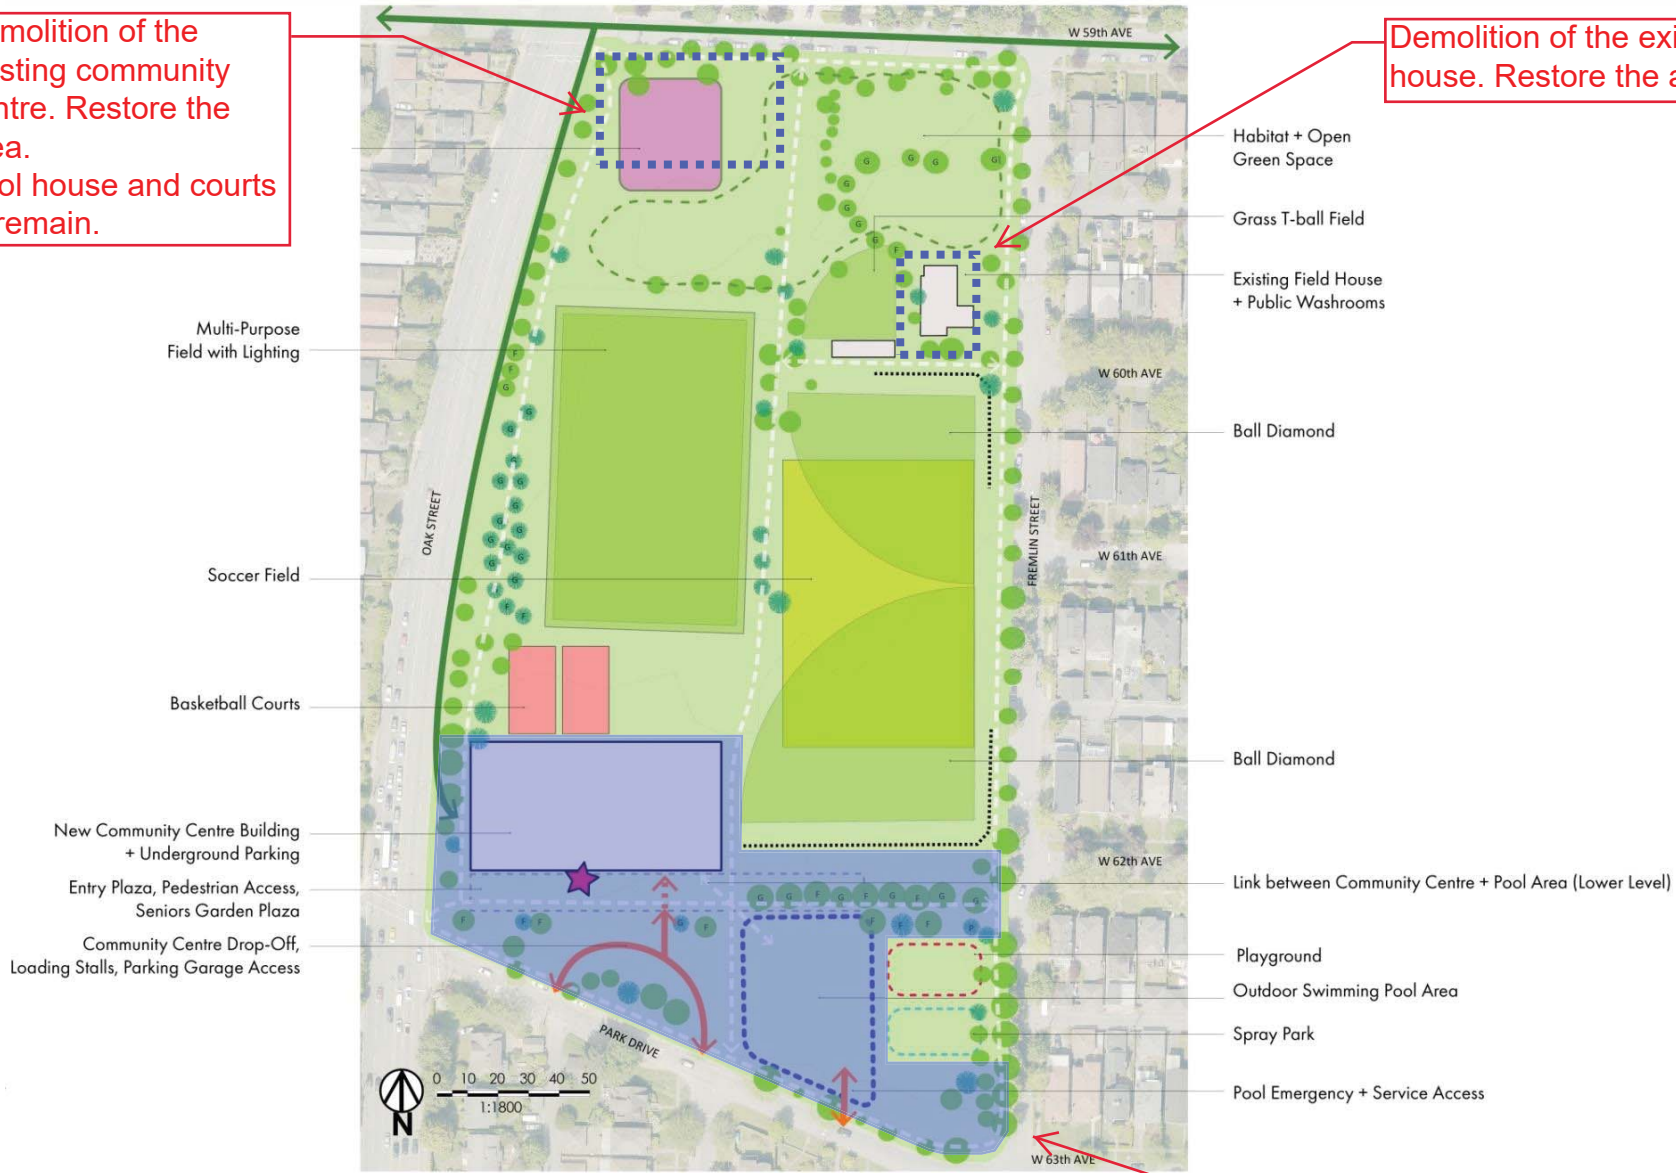 molition of the
sting community
ntre. Restore the
ea.
ol house and courts
remain.
Demolition of the exi
house. Restore the a
W 59th AVE
Habitat + Open
Green Space
Grass T-ball Field
Existing Field House
+ Public Washrooms
Multi-Purpose
Field with Lighting
W 60th AVE
Ball Diamond
OAK STREET
FREMLIN STREET
W 61th AVE
Soccer Field
Basketball Courts
Ball Diamond
New Community Centre Building
+ Underground Parking
W 62th AVE
Entry Plaza, Pedestrian Access,
Seniors Garden Plaza
Link between Community Centre + Pool Area (Lower Level)
Community Centre Drop-Off,
Loading Stalls, Parking Garage Access
Playground
Outdoor Swimming Pool Area
Spray Park
PARK DRIVE
Pool Emergency + Service Access
0 10 20 30 40 50
1:1800
N
W 63th AVE